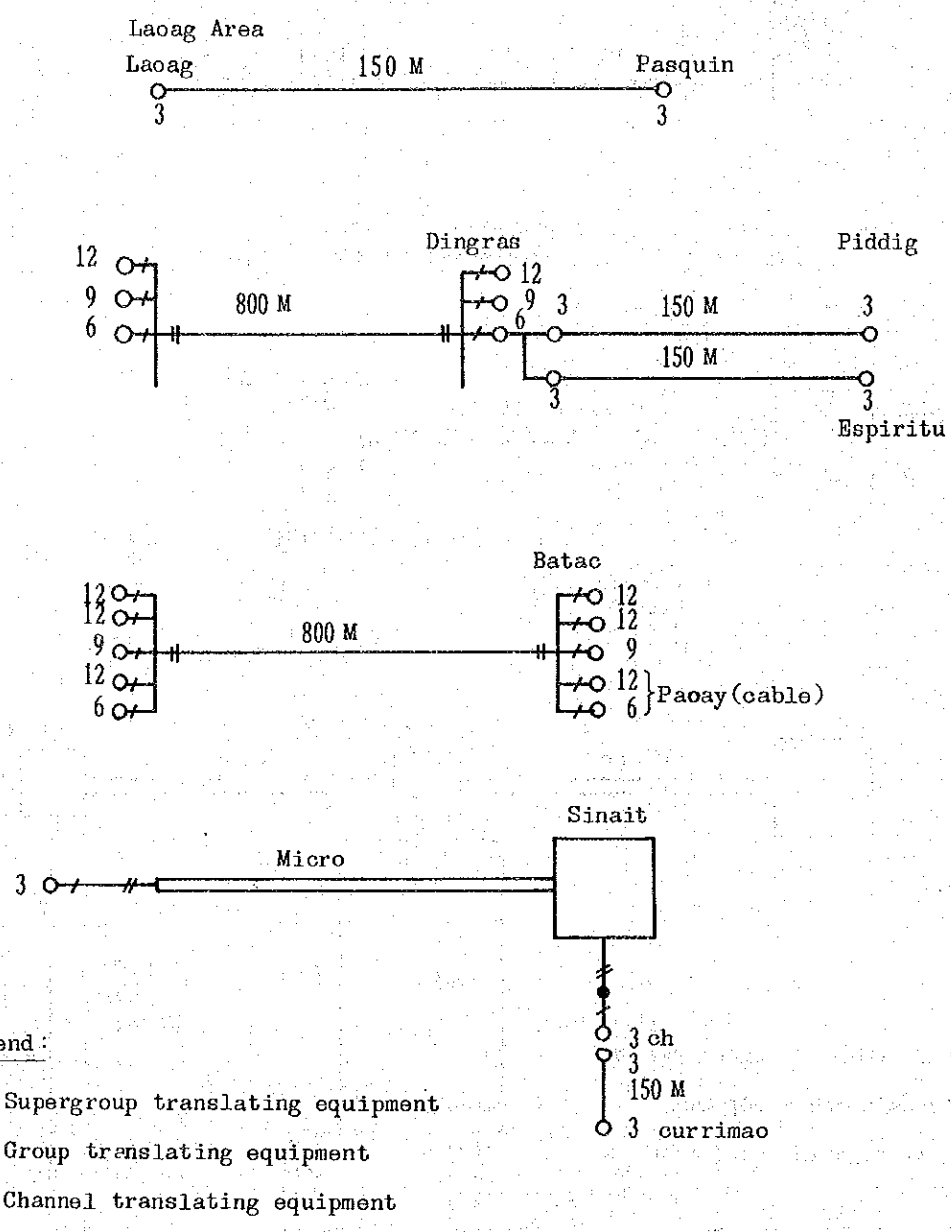 Laoag Area
Laoag 150 M Pasquin
3 3
Dingras Piddig
12 12
9 800 M 9 3 150 M 3
6 6
150 M
3 3
Espiritu
Batac
12 12
12 12
9 800 M 9
12 12
6 6 Paoay(cable)
Sinait
Micro
3
3 ch
3
150 M
3 currimao
end:
Supergroup translating equipment
Group translating equipment
Channel translating equipment